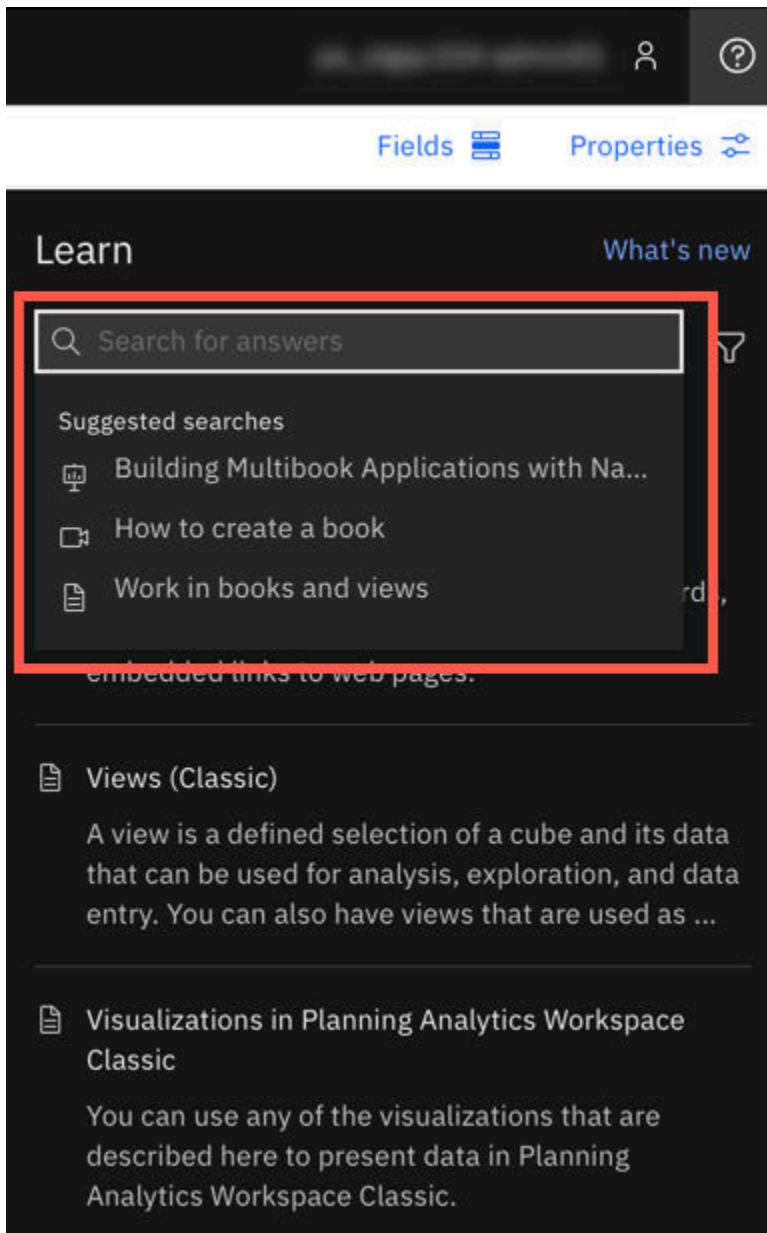 Fields
Properties
Learn
What's new
Search for answers
Suggested searches
Building Multibook Applications with Na...
How to create a book
Work in books and views
rd ,
embedded links to web pages.
Views (Classic)
A view is a defined selection of a cube and its data
that can be used for analysis, exploration, and data
entry. You can also have views that are used as ...
Visualizations in Planning Analytics Workspace
Classic
You can use any of the visualizations that are
described here to present data in Planning
Analytics Workspace Classic.